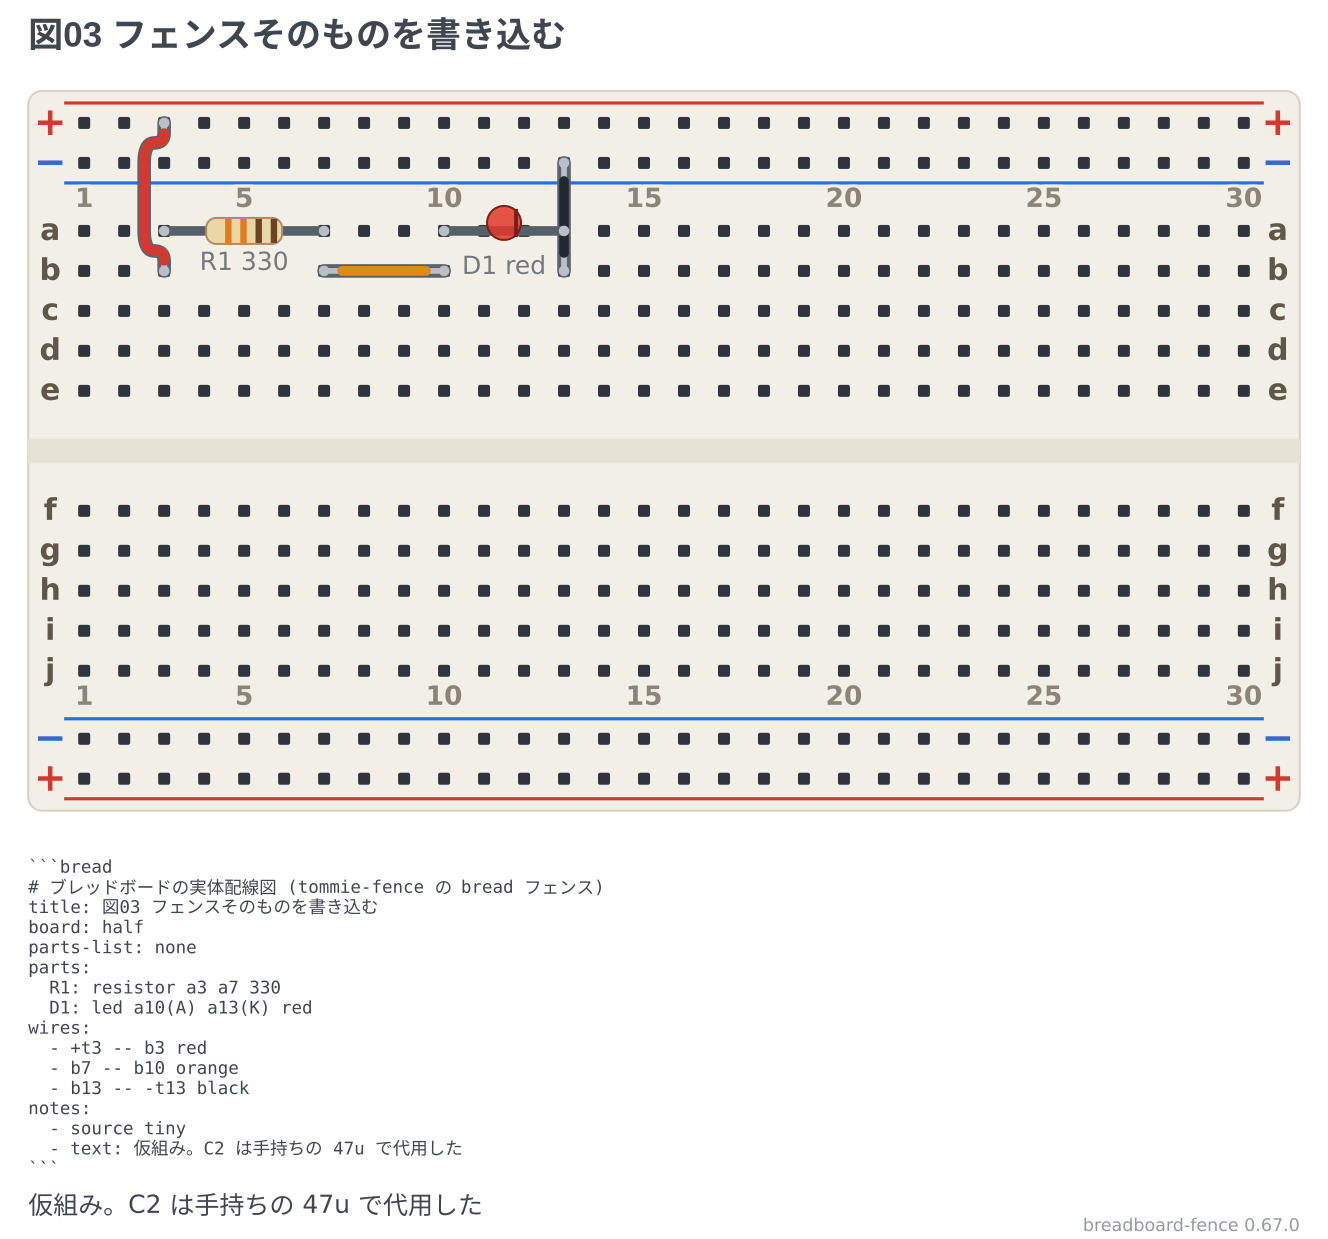 図03 フェンスそのものを書き込む
+ +
− −
1 5 10 15 20 25 30
a a
R1 330
D1 red
b b
c c
d d
e e
f f
g g
h h
i i
j j
1 5 10 15 20 25 30
− −
+ +
```bread
# ブレッドボードの実体配線図 (tommie-fence の bread フェンス)
title: 図03 フェンスそのものを書き込む
board: half
parts-list: none
parts:
  R1: resistor a3 a7 330
  D1: led a10(A) a13(K) red
wires:
  - +t3 -- b3 red
  - b7 -- b10 orange
  - b13 -- -t13 black
notes:
  - source tiny
  - text: 仮組み。C2 は手持ちの 47u で代用した
```
仮組み。C2 は手持ちの 47u で代用した
breadboard-fence 0.67.0